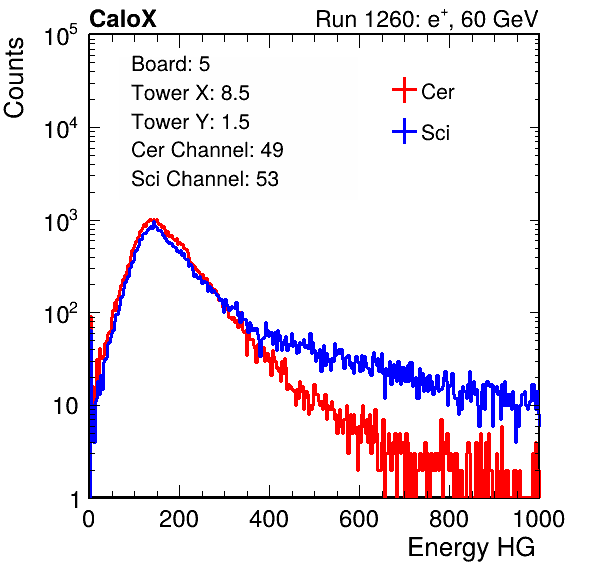 CaloX Run 1260: e+, 60 GeV
Board: 5
Tower X: 8.5
Tower Y: 1.5
Cer Channel: 49
Sci Channel: 53
Cer
Sci
Counts
10^5
10^4
10^3
10^2
10
1
0 200 400 600 800 1000
Energy HG